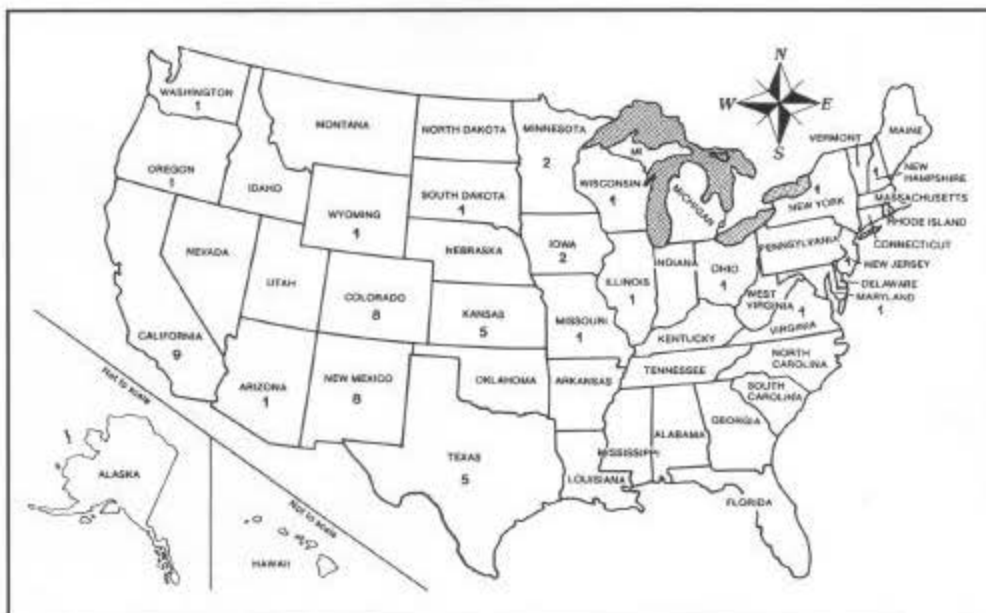 N
W E
S
WASHINGTON
1
MONTANA
NORTH DAKOTA
MINNESOTA
2
VERMONT
MAINE
OREGON
1
IDAHO
WYOMING
1
SOUTH DAKOTA
1
WISCONSIN
1
MI
MICHIGAN
1
NEW YORK
1
NEW
HAMPSHIRE
MASSACHUSETTS
RHODE ISLAND
CONNECTICUT
NEVADA
UTAH
COLORADO
8
NEBRASKA
KANSAS
5
IOWA
2
ILLINOIS
1
INDIANA
OHIO
1
PENNSYLVANIA
1
NEW JERSEY
DELAWARE
MARYLAND
1
WEST
VIRGINIA
1
VIRGINIA
CALIFORNIA
9
ARIZONA
1
NEW MEXICO
8
OKLAHOMA
MISSOURI
1
KENTUCKY
TENNESSEE
NORTH
CAROLINA
SOUTH
CAROLINA
ARKANSAS
TEXAS
5
LOUISIANA
MISSISSIPPI
ALABAMA
GEORGIA
FLORIDA
Not to scale
ALASKA
Not to scale
HAWAII